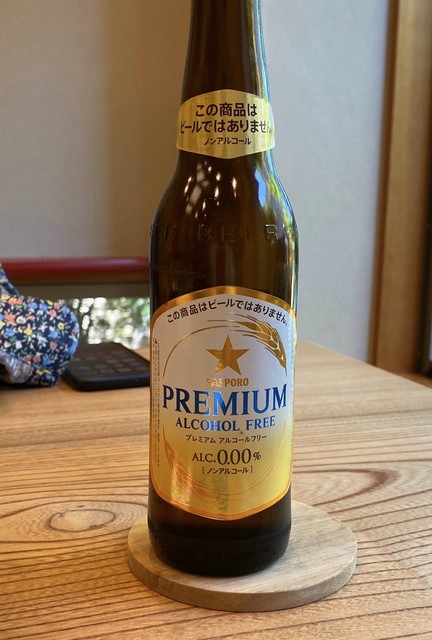 この商品は
ビールではありません
ノンアルコール
BEER
この商品はビールではありません。
SAPPORO
PREMIUM
ALCOHOL FREE
プレミアム アルコールフリー
ALC.0.00%
[ノンアルコール]